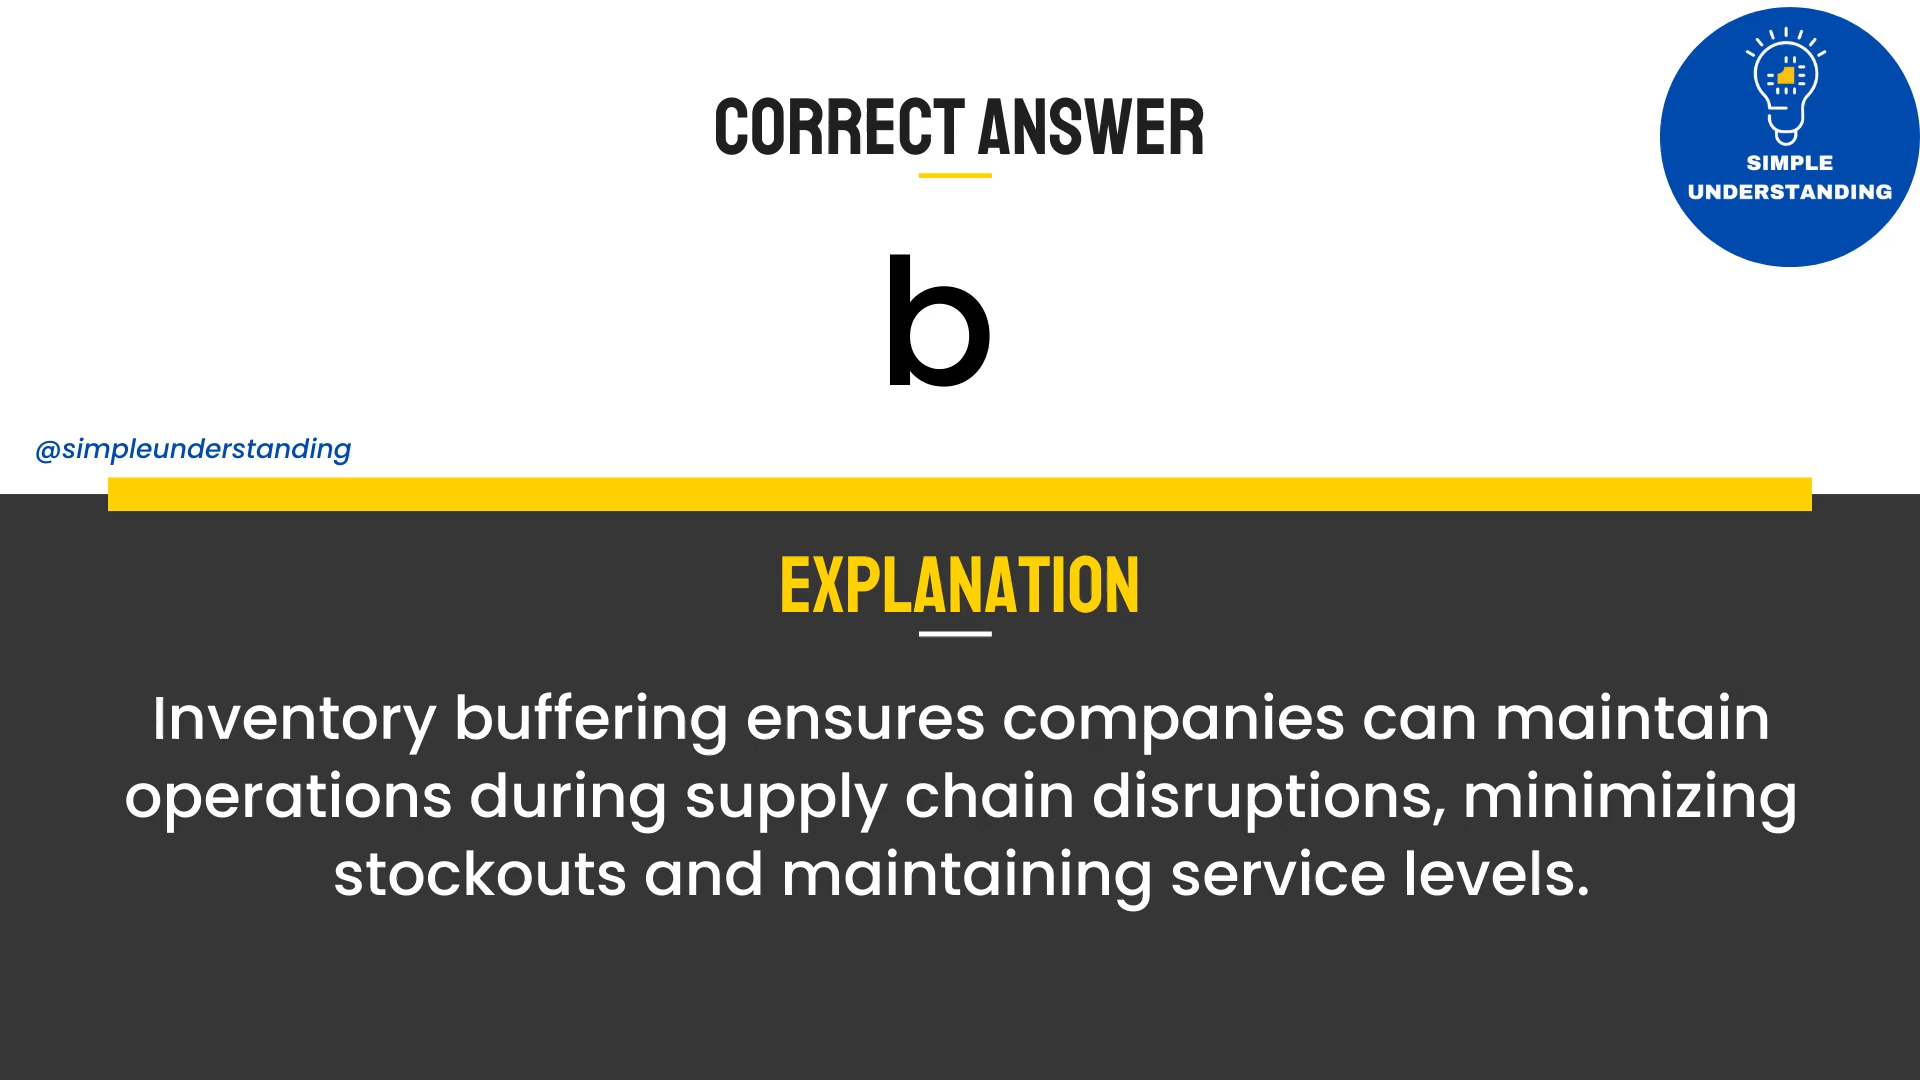 CORRECT ANSWER
SIMPLE
UNDERSTANDING
b
@simpleunderstanding
EXPLANATION
Inventory buffering ensures companies can maintain
operations during supply chain disruptions, minimizing
stockouts and maintaining service levels.